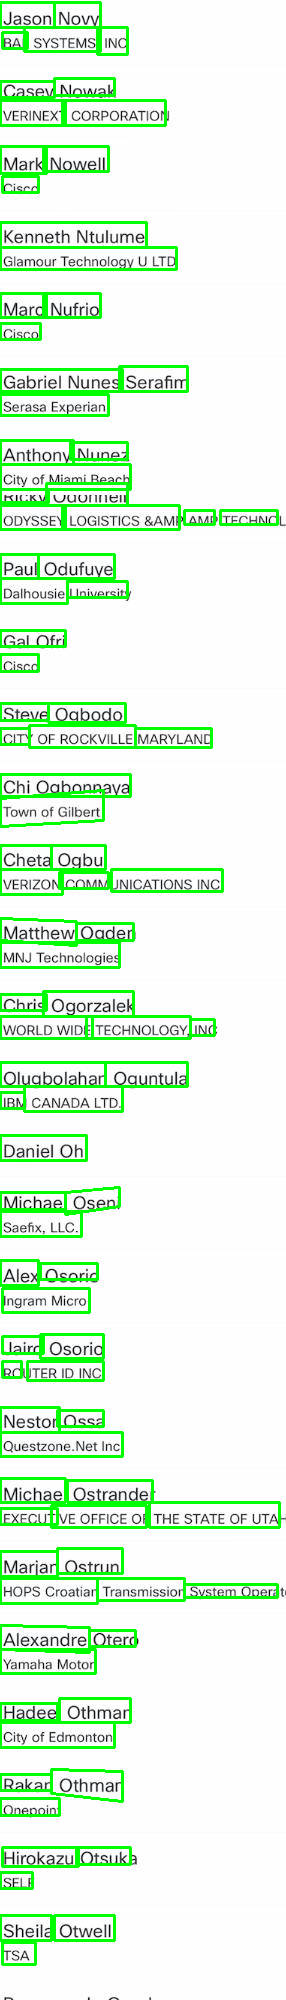 Jason Novy
BAE SYSTEMS, INC
Casey Nowak
VERINEXT CORPORATION
Mark Nowell
Cisco
Kenneth Ntulume
Glamour Technology U LTD
Marc Nufrio
Cisco
Gabriel Nunes Serafim
Serasa Experian
Anthony Nunez
City of Miami Beach
Ricky Odonnell
ODYSSEY LOGISTICS &AMP;AMP; TECHNOL
Paul Odufuye
Dalhousie University
Gal Ofri
Cisco
Steve Ogbodo
CITY OF ROCKVILLE MARYLAND
Chi Ogbonnaya
Town of Gilbert
Cheta Ogbu
VERIZON COMMUNICATIONS INC
Matthew Ogden
MNJ Technologies
Chris Ogorzalek
WORLD WIDE TECHNOLOGY, INC
Olugbolahan Oguntula
IBM CANADA LTD.
Daniel Oh
Michael Osen
Saefix, LLC.
Alex Osorio
Ingram Micro
Jairo Osorio
ROUTER ID INC
Nestor Ossa
Questzone.Net Inc
Michael Ostrander
EXECUTIVE OFFICE OF THE STATE OF UTAH
Marjan Ostrun
HOPS Croatian Transmission System Operato
Alexandre Otero
Yamaha Motor
Hadeel Othman
City of Edmonton
Rakan Othman
Onepoint
Hirokazu Otsuka
SELF
Sheila Otwell
TSA